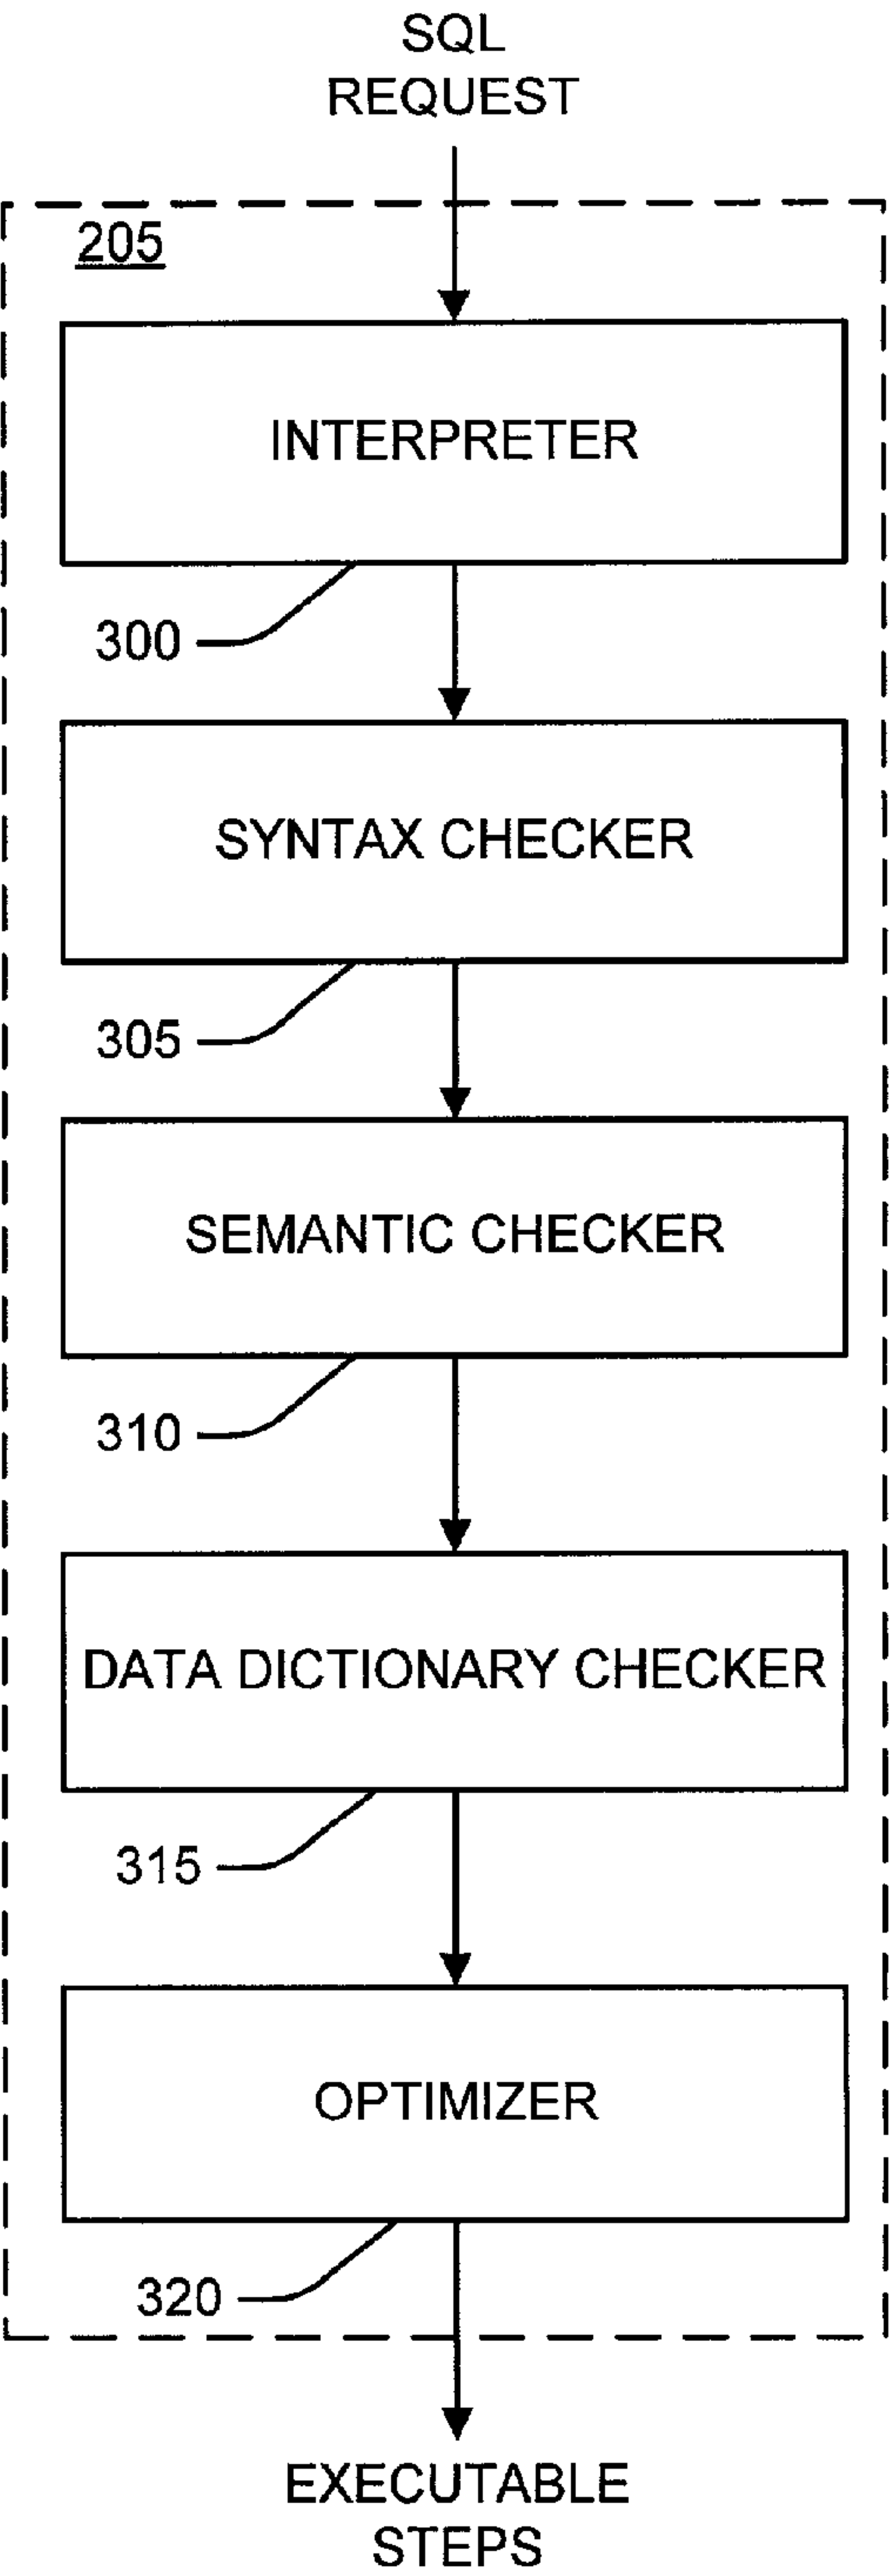 SQL
REQUEST
205
INTERPRETER
300
SYNTAX CHECKER
305
SEMANTIC CHECKER
310
DATA DICTIONARY CHECKER
315
OPTIMIZER
320
EXECUTABLE
STEPS